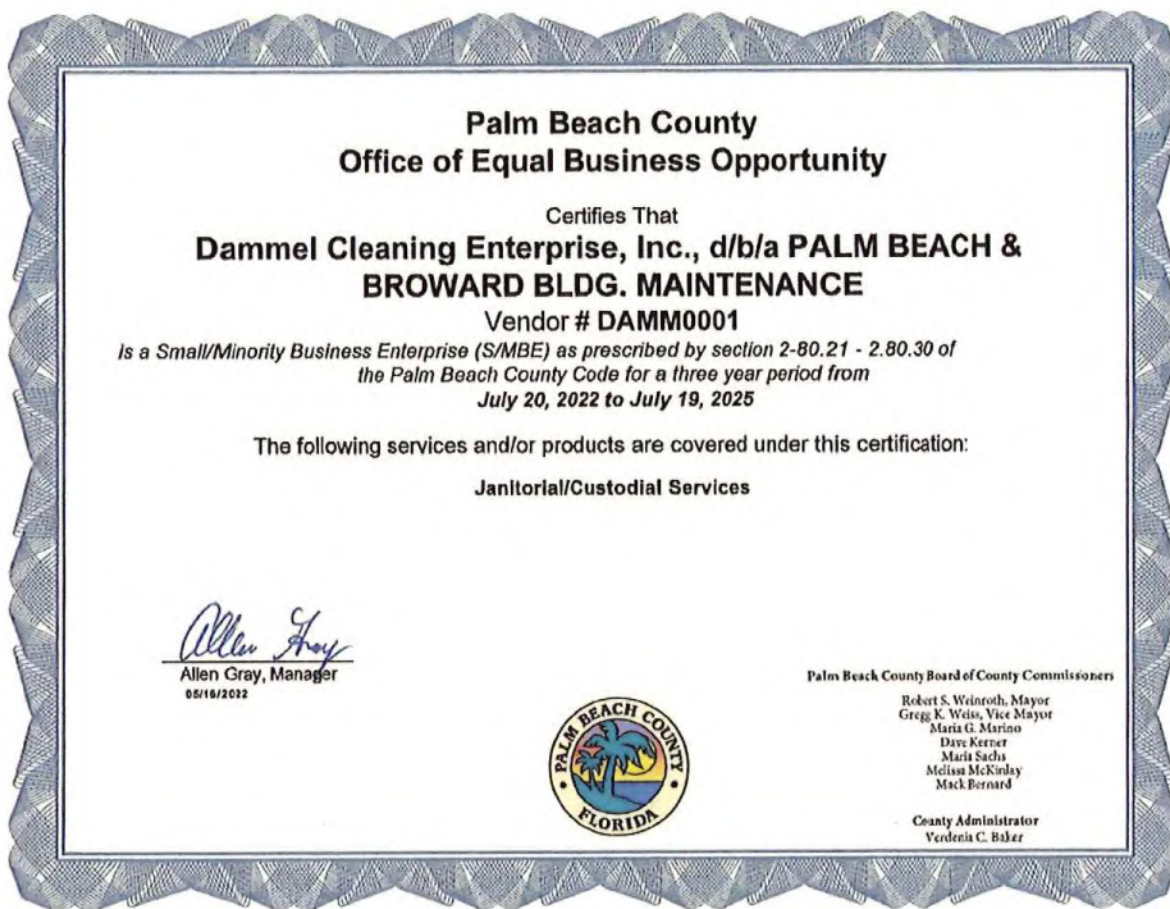 Palm Beach County
Office of Equal Business Opportunity
Certifies That
Dammel Cleaning Enterprise, Inc., d/b/a PALM BEACH &
BROWARD BLDG. MAINTENANCE
Vendor # DAMM0001
Is a Small/Minority Business Enterprise (S/MBE) as prescribed by section 2-80.21 - 2.80.30 of
the Palm Beach County Code for a three year period from
July 20, 2022 to July 19, 2025
The following services and/or products are covered under this certification:
Janitorial/Custodial Services
Allen Gray
Allen Gray, Manager
05/16/2022
PALM BEACH COUNTY
FLORIDA
Palm Beach County Board of County Commissioners
Robert S. Weinroth, Mayor
Gregg K. Weiss, Vice Mayor
Maria G. Marino
Dave Kerner
Maria Sachs
Melissa McKinlay
Mack Bernard
County Administrator
Verdenia C. Baker